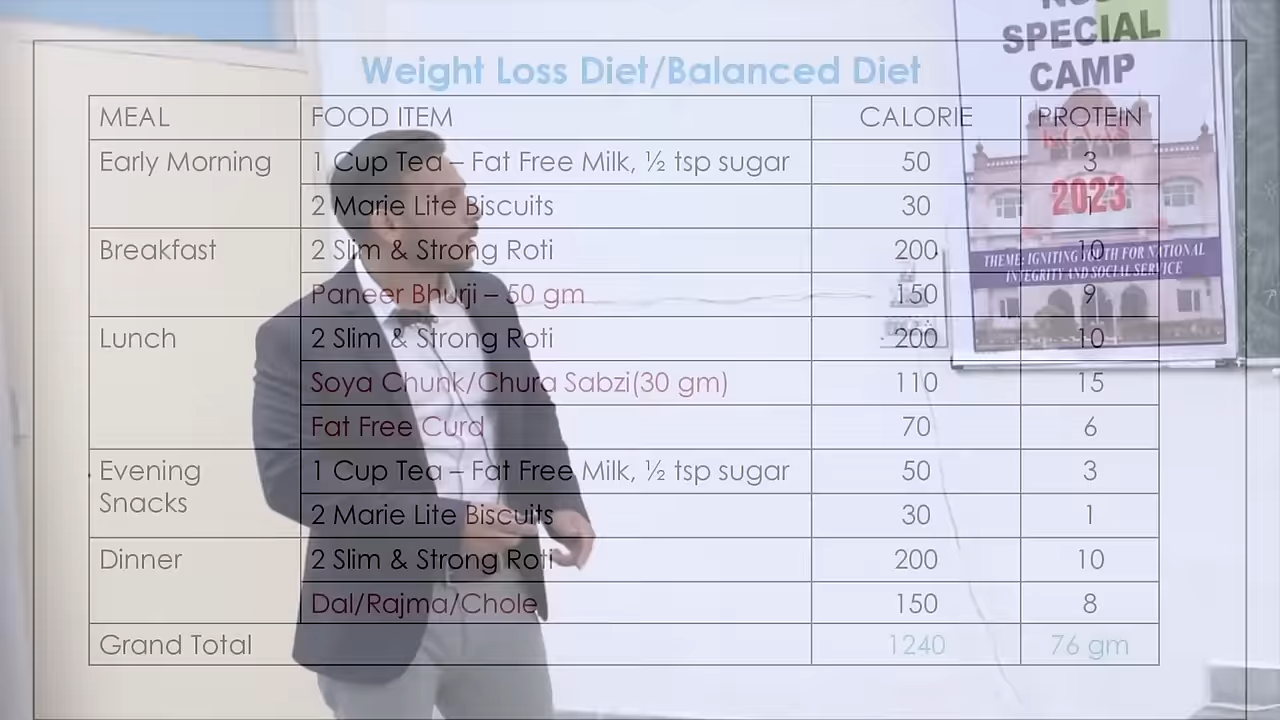 SPECIAL
CAMP
2023
THEME: IGNITING YOUTH FOR NATIONAL
INTEGRITY AND SOCIAL SERVICE
Weight Loss Diet/Balanced Diet
MEAL FOOD ITEM CALORIE PROTEIN
Early Morning 1 Cup Tea – Fat Free Milk, ½ tsp sugar 50 3
2 Marie Lite Biscuits 30 1
Breakfast 2 Slim & Strong Roti 200 10
Paneer Bhurji – 50 gm 150 9
Lunch 2 Slim & Strong Roti 200 10
Soya Chunk/Chura Sabzi(30 gm) 110 15
Fat Free Curd 70 6
Evening
Snacks 1 Cup Tea – Fat Free Milk, ½ tsp sugar 50 3
2 Marie Lite Biscuits 30 1
Dinner 2 Slim & Strong Roti 200 10
Dal/Rajma/Chole 150 8
Grand Total 1240 76 gm